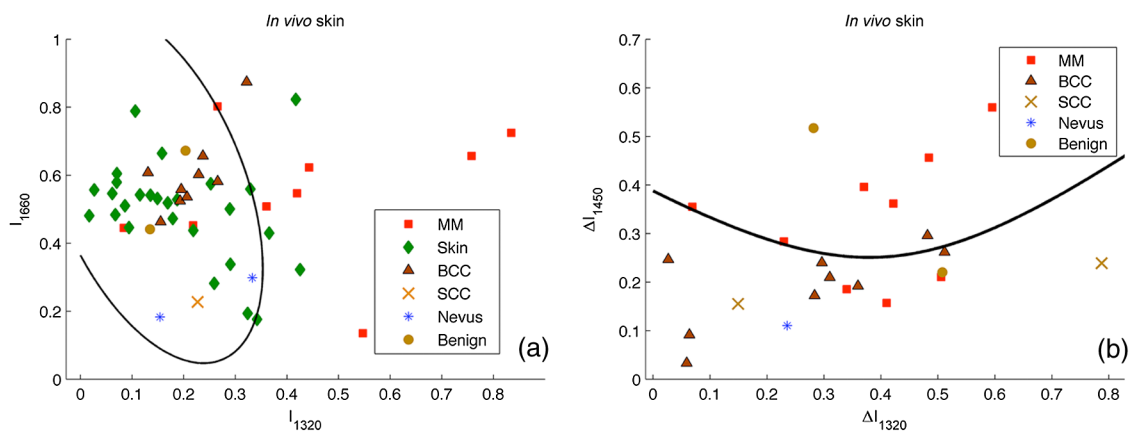 In vivo skin
1
0.8
0.6
0.4
0.2
0
I1660
0 0.1 0.2 0.3 0.4 0.5 0.6 0.7 0.8
I1320
MM
Skin
BCC
SCC
Nevus
Benign
(a)
In vivo skin
0.7
0.6
0.5
0.4
0.3
0.2
0.1
0
ΔI1450
0 0.1 0.2 0.3 0.4 0.5 0.6 0.7 0.8
ΔI1320
MM
BCC
SCC
Nevus
Benign
(b)